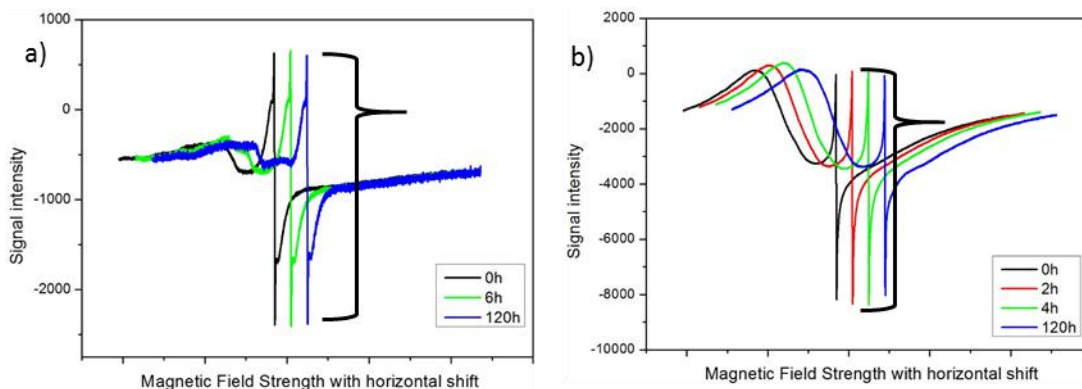 a)
1000
0
-1000
-2000
Signal intensity
0h
6h
120h
Magnetic Field Strength with horizontal shift
b)
2000
0
-2000
-4000
-6000
-8000
-10000
Signal intensity
0h
2h
4h
120h
Magnetic Field Strength with horizontal shift